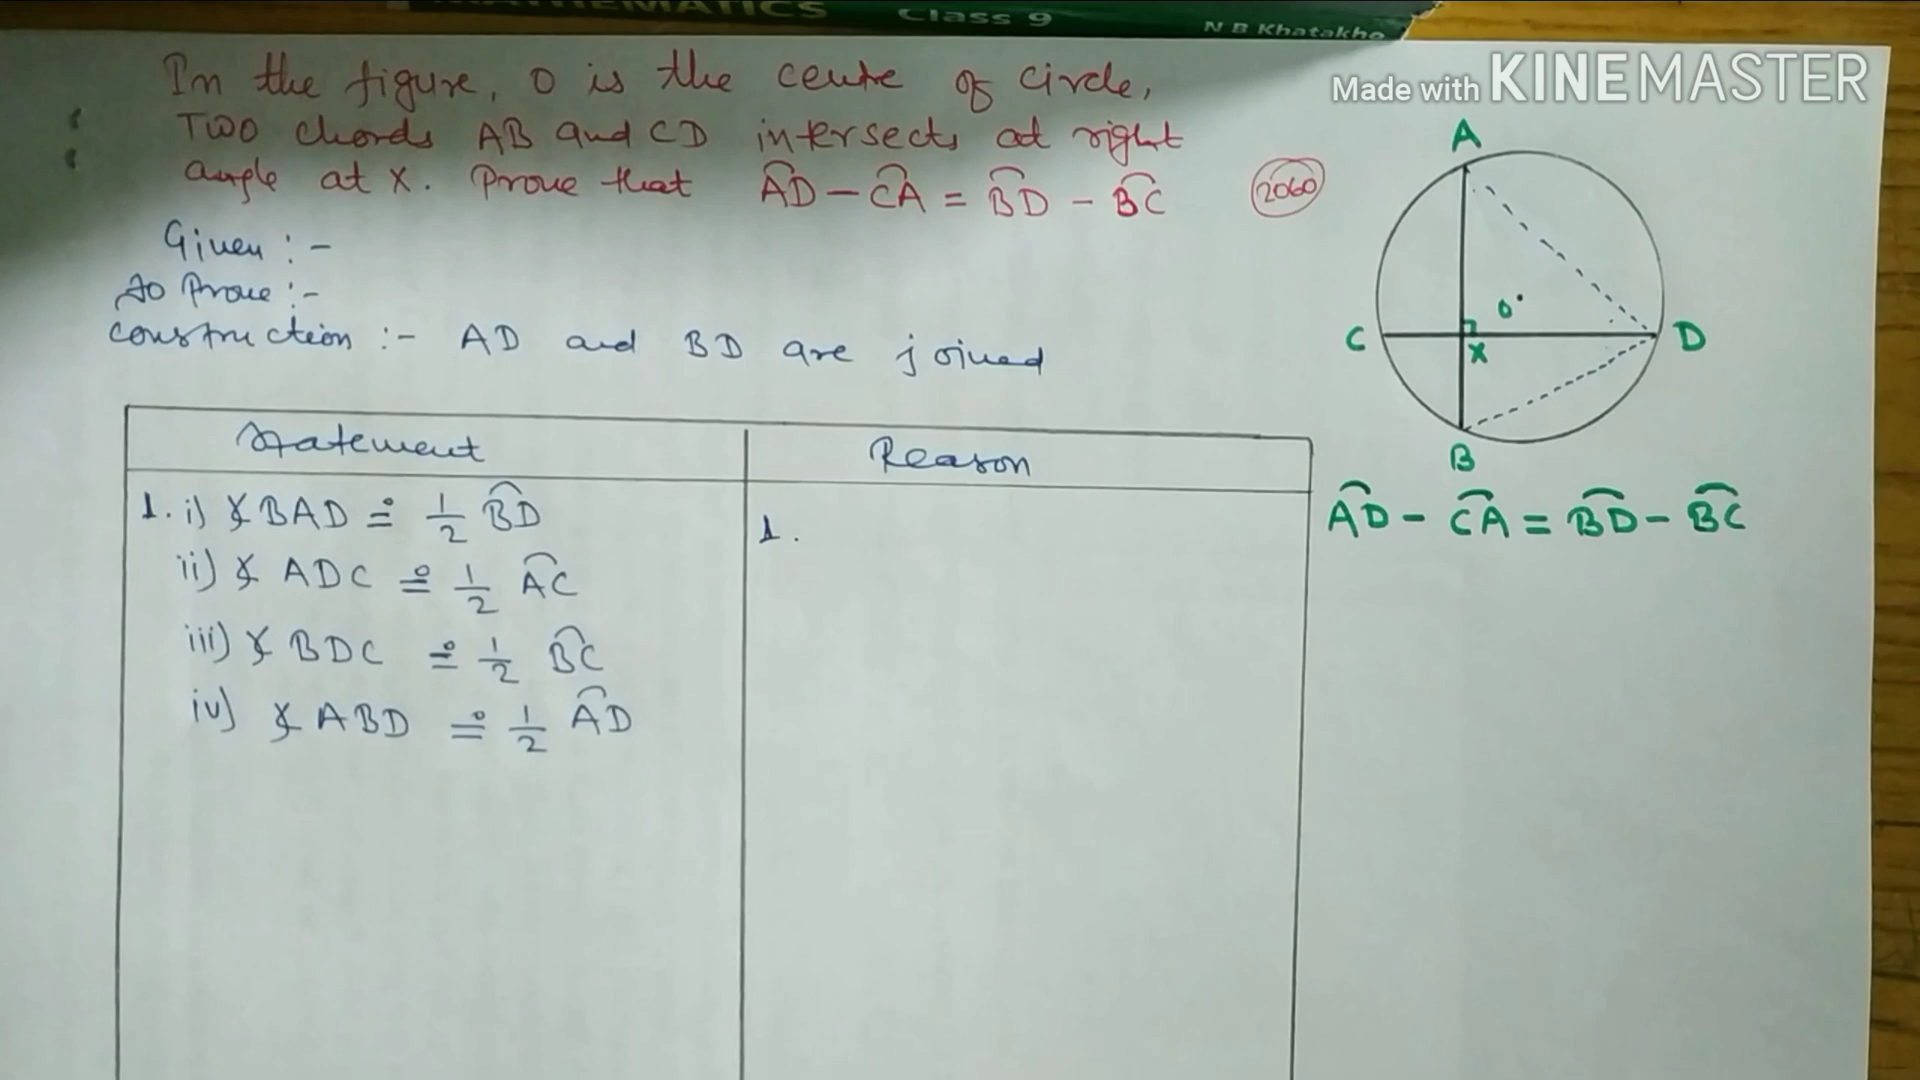 MATHEMATICS Class 9 N B Khatakho
Made with KINEMASTER
In the figure, O is the centre of circle,
Two chords AB and CD intersects at right
angle at X. Prove that A͡D – C͡A = B͡D – B͡C 2060
Given :–
To Prove :–
construction :– AD and BD are joined
A
O
C X D
B
A͡D – C͡A = B͡D – B͡C
Statement Reason
1. i) ∡BAD ≗ 1/2 B͡D 1.
ii) ∡ADC ≗ 1/2 A͡C
iii) ∡BDC ≗ 1/2 B͡C
iv) ∡ABD ≗ 1/2 A͡D